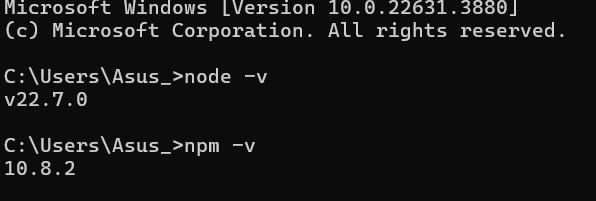 Microsoft Windows [Version 10.0.22631.3880]
(c) Microsoft Corporation. All rights reserved.
C:\Users\Asus_>node -v
v22.7.0
C:\Users\Asus_>npm -v
10.8.2